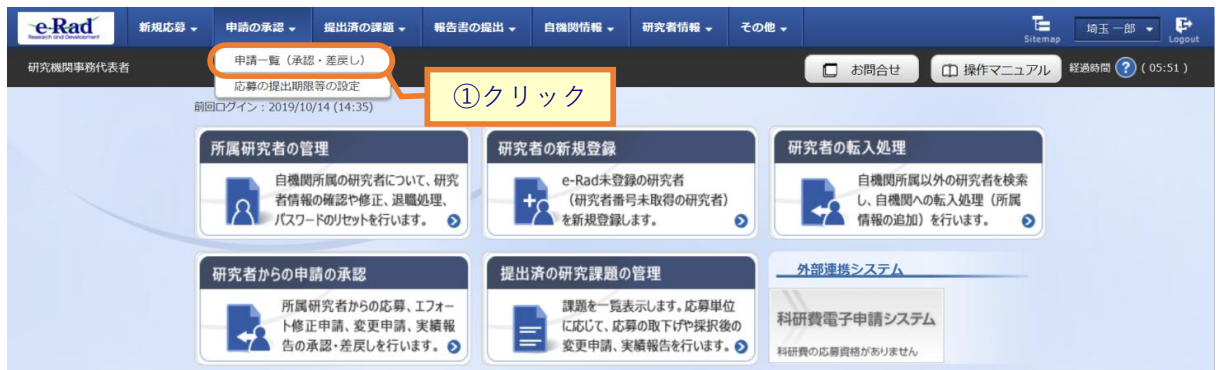 e-Rad
Research and Development
新規応募
申請の承認
提出済の課題
報告書の提出
自機関情報
研究者情報
その他
Sitemap
埼玉 一郎
Logout
研究機関事務代表者
申請一覧（承認・差戻し）
応募の提出期限等の設定
お問合せ
操作マニュアル
経過時間 ? ( 05:51 )
①クリック
前回ログイン：2019/10/14 (14:35)
所属研究者の管理
自機関所属の研究者について、研究
者情報の確認や修正、退職処理、
パスワードのリセットを行います。
研究者の新規登録
e-Rad未登録の研究者
（研究者番号未取得の研究者）
を新規登録します。
研究者の転入処理
自機関所属以外の研究者を検索
し、自機関への転入処理（所属
情報の追加）を行います。
研究者からの申請の承認
所属研究者からの応募、エフォー
ト修正申請、変更申請、実績報
告の承認・差戻しを行います。
提出済の研究課題の管理
課題を一覧表示します。応募単位
に応じて、応募の取下げや採択後の
変更申請、実績報告を行います。
外部連携システム
科研費電子申請システム
科研費の応募資格がありません